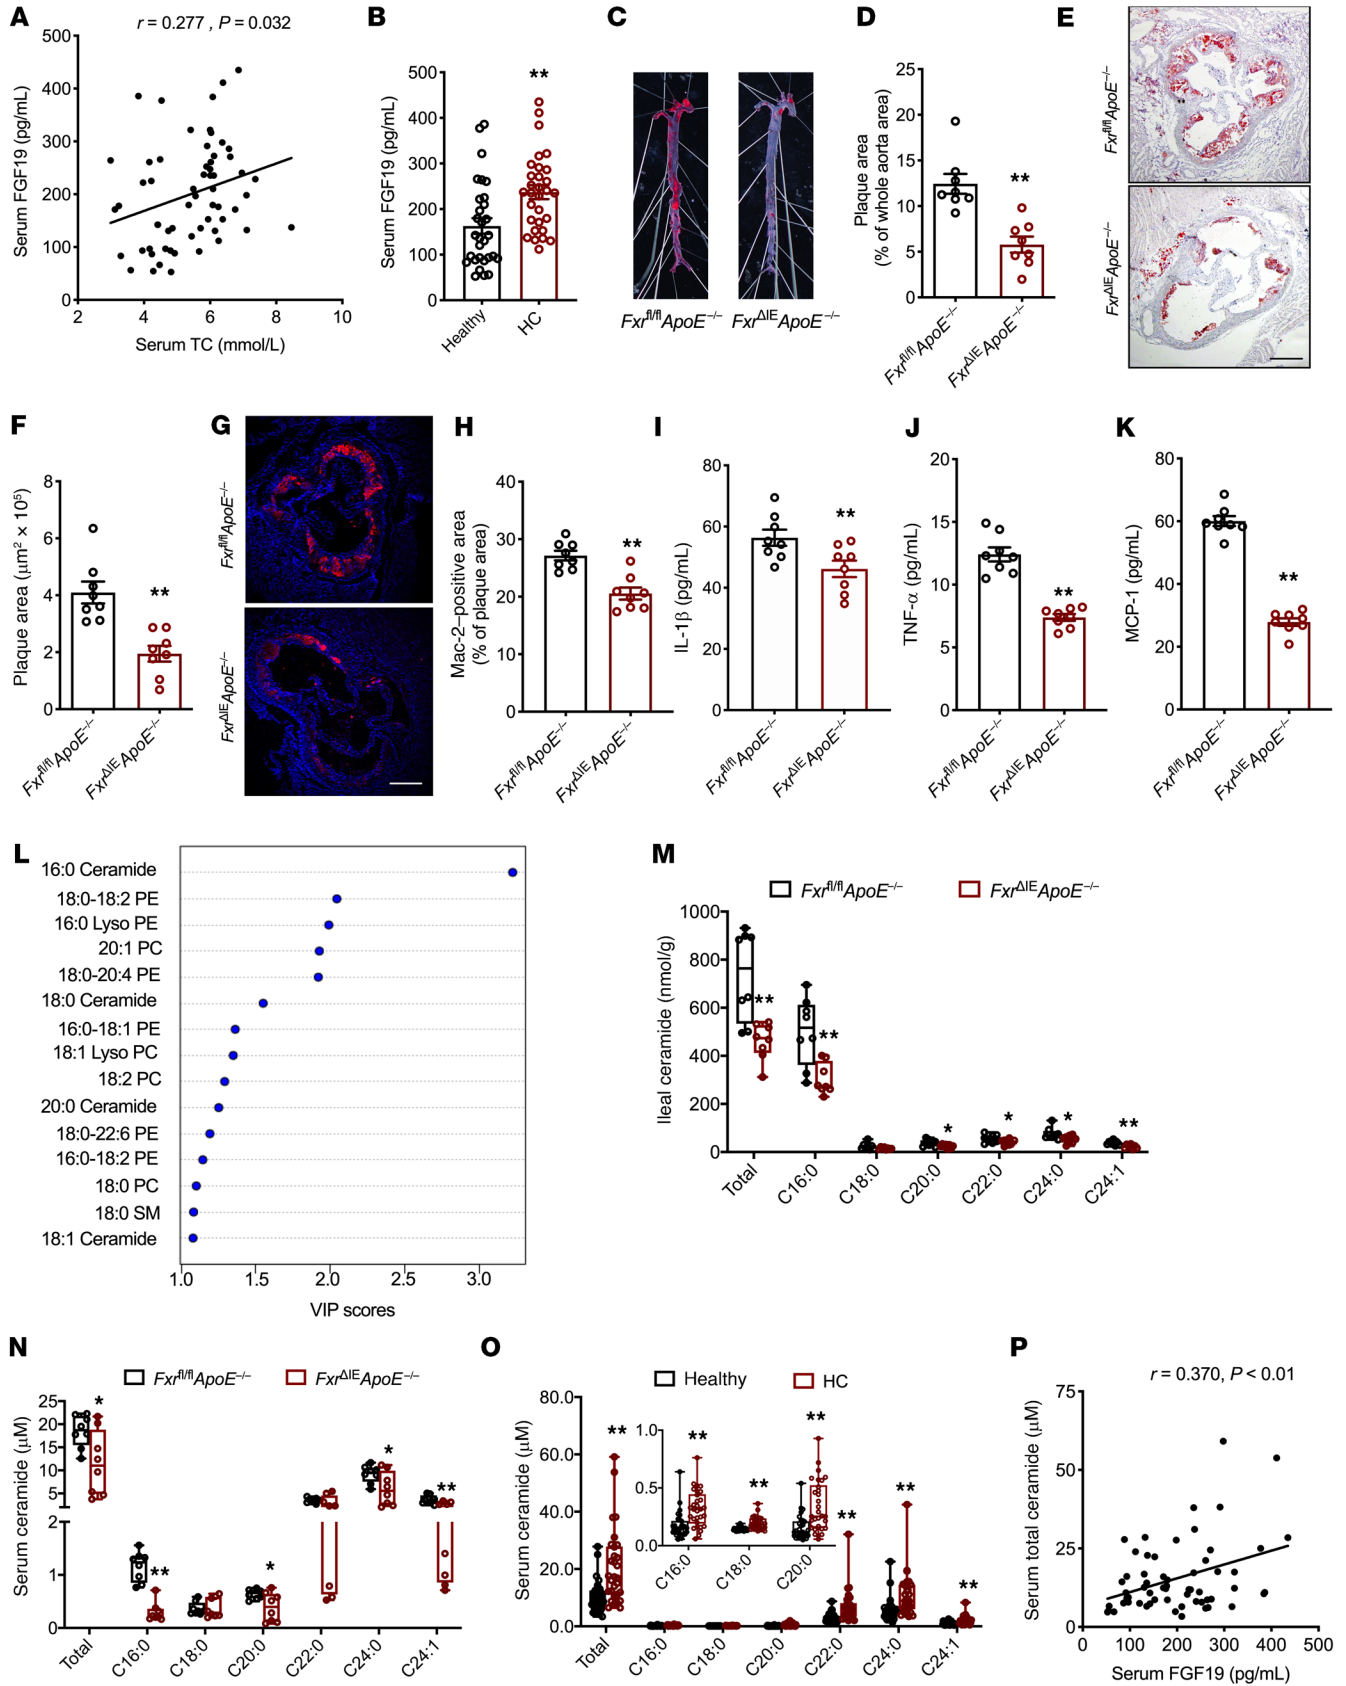 A
r = 0.277 , P = 0.032
Serum FGF19 (pg/mL)
500
400
300
200
100
0
2
4
6
8
10
Serum TC (mmol/L)
B
Serum FGF19 (pg/mL)
500
400
300
200
100
0
**
Healthy
HC
C
Fxrfl/flApoE–/–
FxrΔIEApoE–/–
D
Plaque area
(% of whole aorta area)
25
20
15
10
5
0
**
Fxrfl/flApoE–/–
FxrΔIEApoE–/–
E
Fxrfl/flApoE–/–
FxrΔIEApoE–/–
F
Plaque area (μm² × 10⁵)
8
6
4
2
0
**
Fxrfl/flApoE–/–
FxrΔIEApoE–/–
G
Fxrfl/flApoE–/–
FxrΔIEApoE–/–
H
Mac-2–positive area
(% of plaque area)
40
30
20
10
0
**
Fxrfl/flApoE–/–
FxrΔIEApoE–/–
I
IL-1β (pg/mL)
80
60
40
20
0
**
Fxrfl/flApoE–/–
FxrΔIEApoE–/–
J
TNF-α (pg/mL)
20
15
10
5
0
**
Fxrfl/flApoE–/–
FxrΔIEApoE–/–
K
MCP-1 (pg/mL)
80
60
40
20
0
**
Fxrfl/flApoE–/–
FxrΔIEApoE–/–
L
16:0 Ceramide
18:0-18:2 PE
16:0 Lyso PE
20:1 PC
18:0-20:4 PE
18:0 Ceramide
16:0-18:1 PE
18:1 Lyso PC
18:2 PC
20:0 Ceramide
18:0-22:6 PE
16:0-18:2 PE
18:0 PC
18:0 SM
18:1 Ceramide
1.0
1.5
2.0
2.5
3.0
VIP scores
M
Fxrfl/flApoE–/–
FxrΔIEApoE–/–
Ileal ceramide (nmol/g)
1000
800
600
400
200
0
**
**
*
*
*
**
Total
C16:0
C18:0
C20:0
C22:0
C24:0
C24:1
N
Fxrfl/flApoE–/–
FxrΔIEApoE–/–
Serum ceramide (μM)
25
20
15
10
5
2
1
0
*
**
*
*
**
Total
C16:0
C18:0
C20:0
C22:0
C24:0
C24:1
O
Healthy
HC
Serum ceramide (μM)
80.0
60.0
40.0
20.0
0.0
**
1.0
0.5
0.0
**
**
**
C16:0
C18:0
C20:0
**
**
**
Total
C16:0
C18:0
C20:0
C22:0
C24:0
C24:1
P
r = 0.370, P < 0.01
Serum total ceramide (μM)
75
50
25
0
0
100
200
300
400
500
Serum FGF19 (pg/mL)